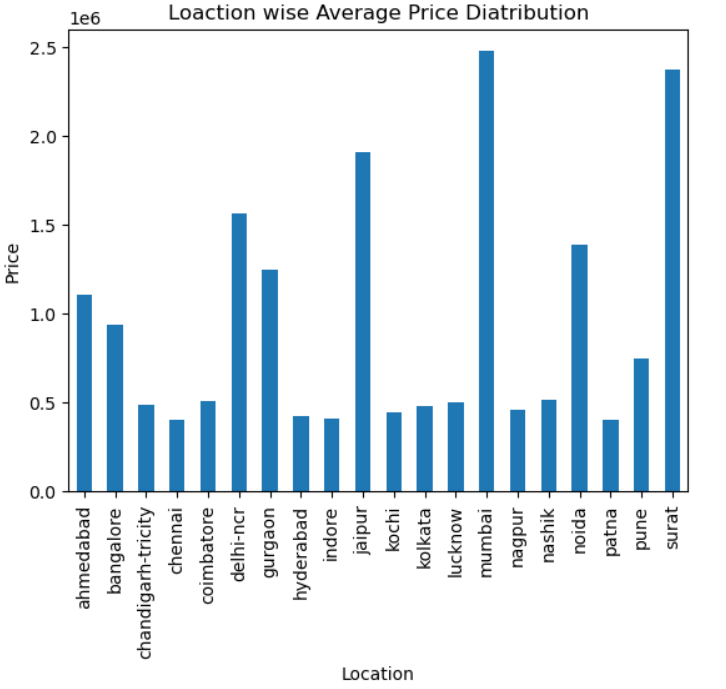 Loaction wise Average Price Diatribution
1e6
2.5
2.0
1.5
1.0
0.5
0.0
Price
ahmedabad
bangalore
chandigarh-tricity
chennai
coimbatore
delhi-ncr
gurgaon
hyderabad
indore
jaipur
kochi
kolkata
lucknow
mumbai
nagpur
nashik
noida
patna
pune
surat
Location